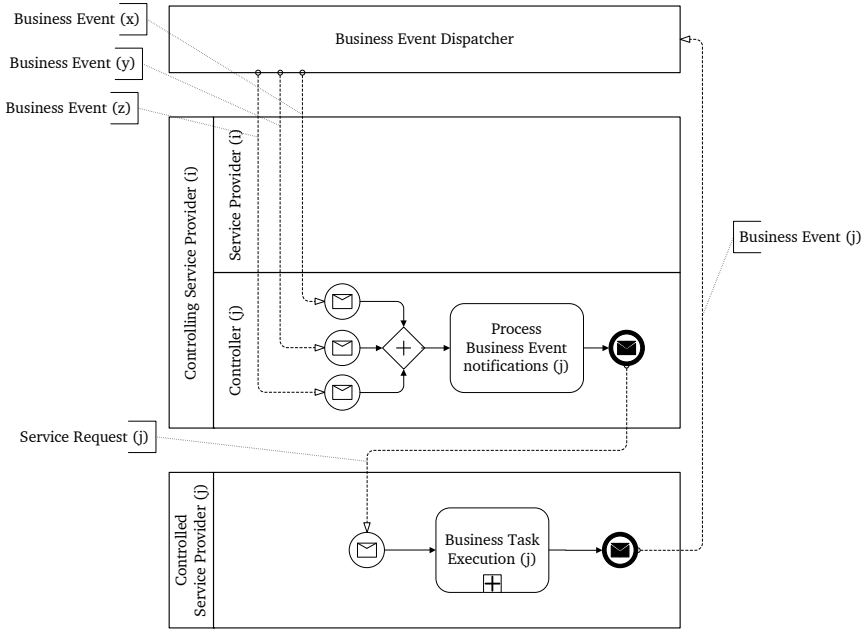 Business Event (x)
Business Event Dispatcher
Business Event (y)
Business Event (z)
Controlling Service Provider (i)
Service Provider (i)
Business Event (j)
Controller (j)
Process
Business Event
notifications (j)
Service Request (j)
Controlled
Service Provider (j)
Business Task
Execution (j)